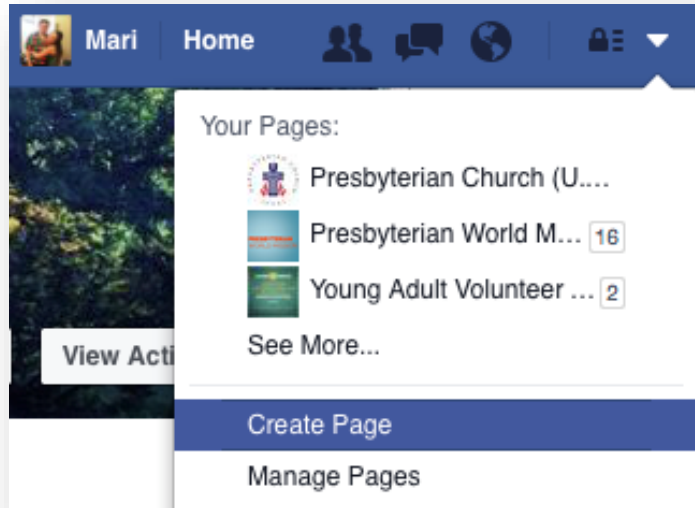 Mari Home
Your Pages:
Presbyterian Church (U....
Presbyterian World M... 16
Young Adult Volunteer ... 2
See More...
View Acti
Create Page
Manage Pages